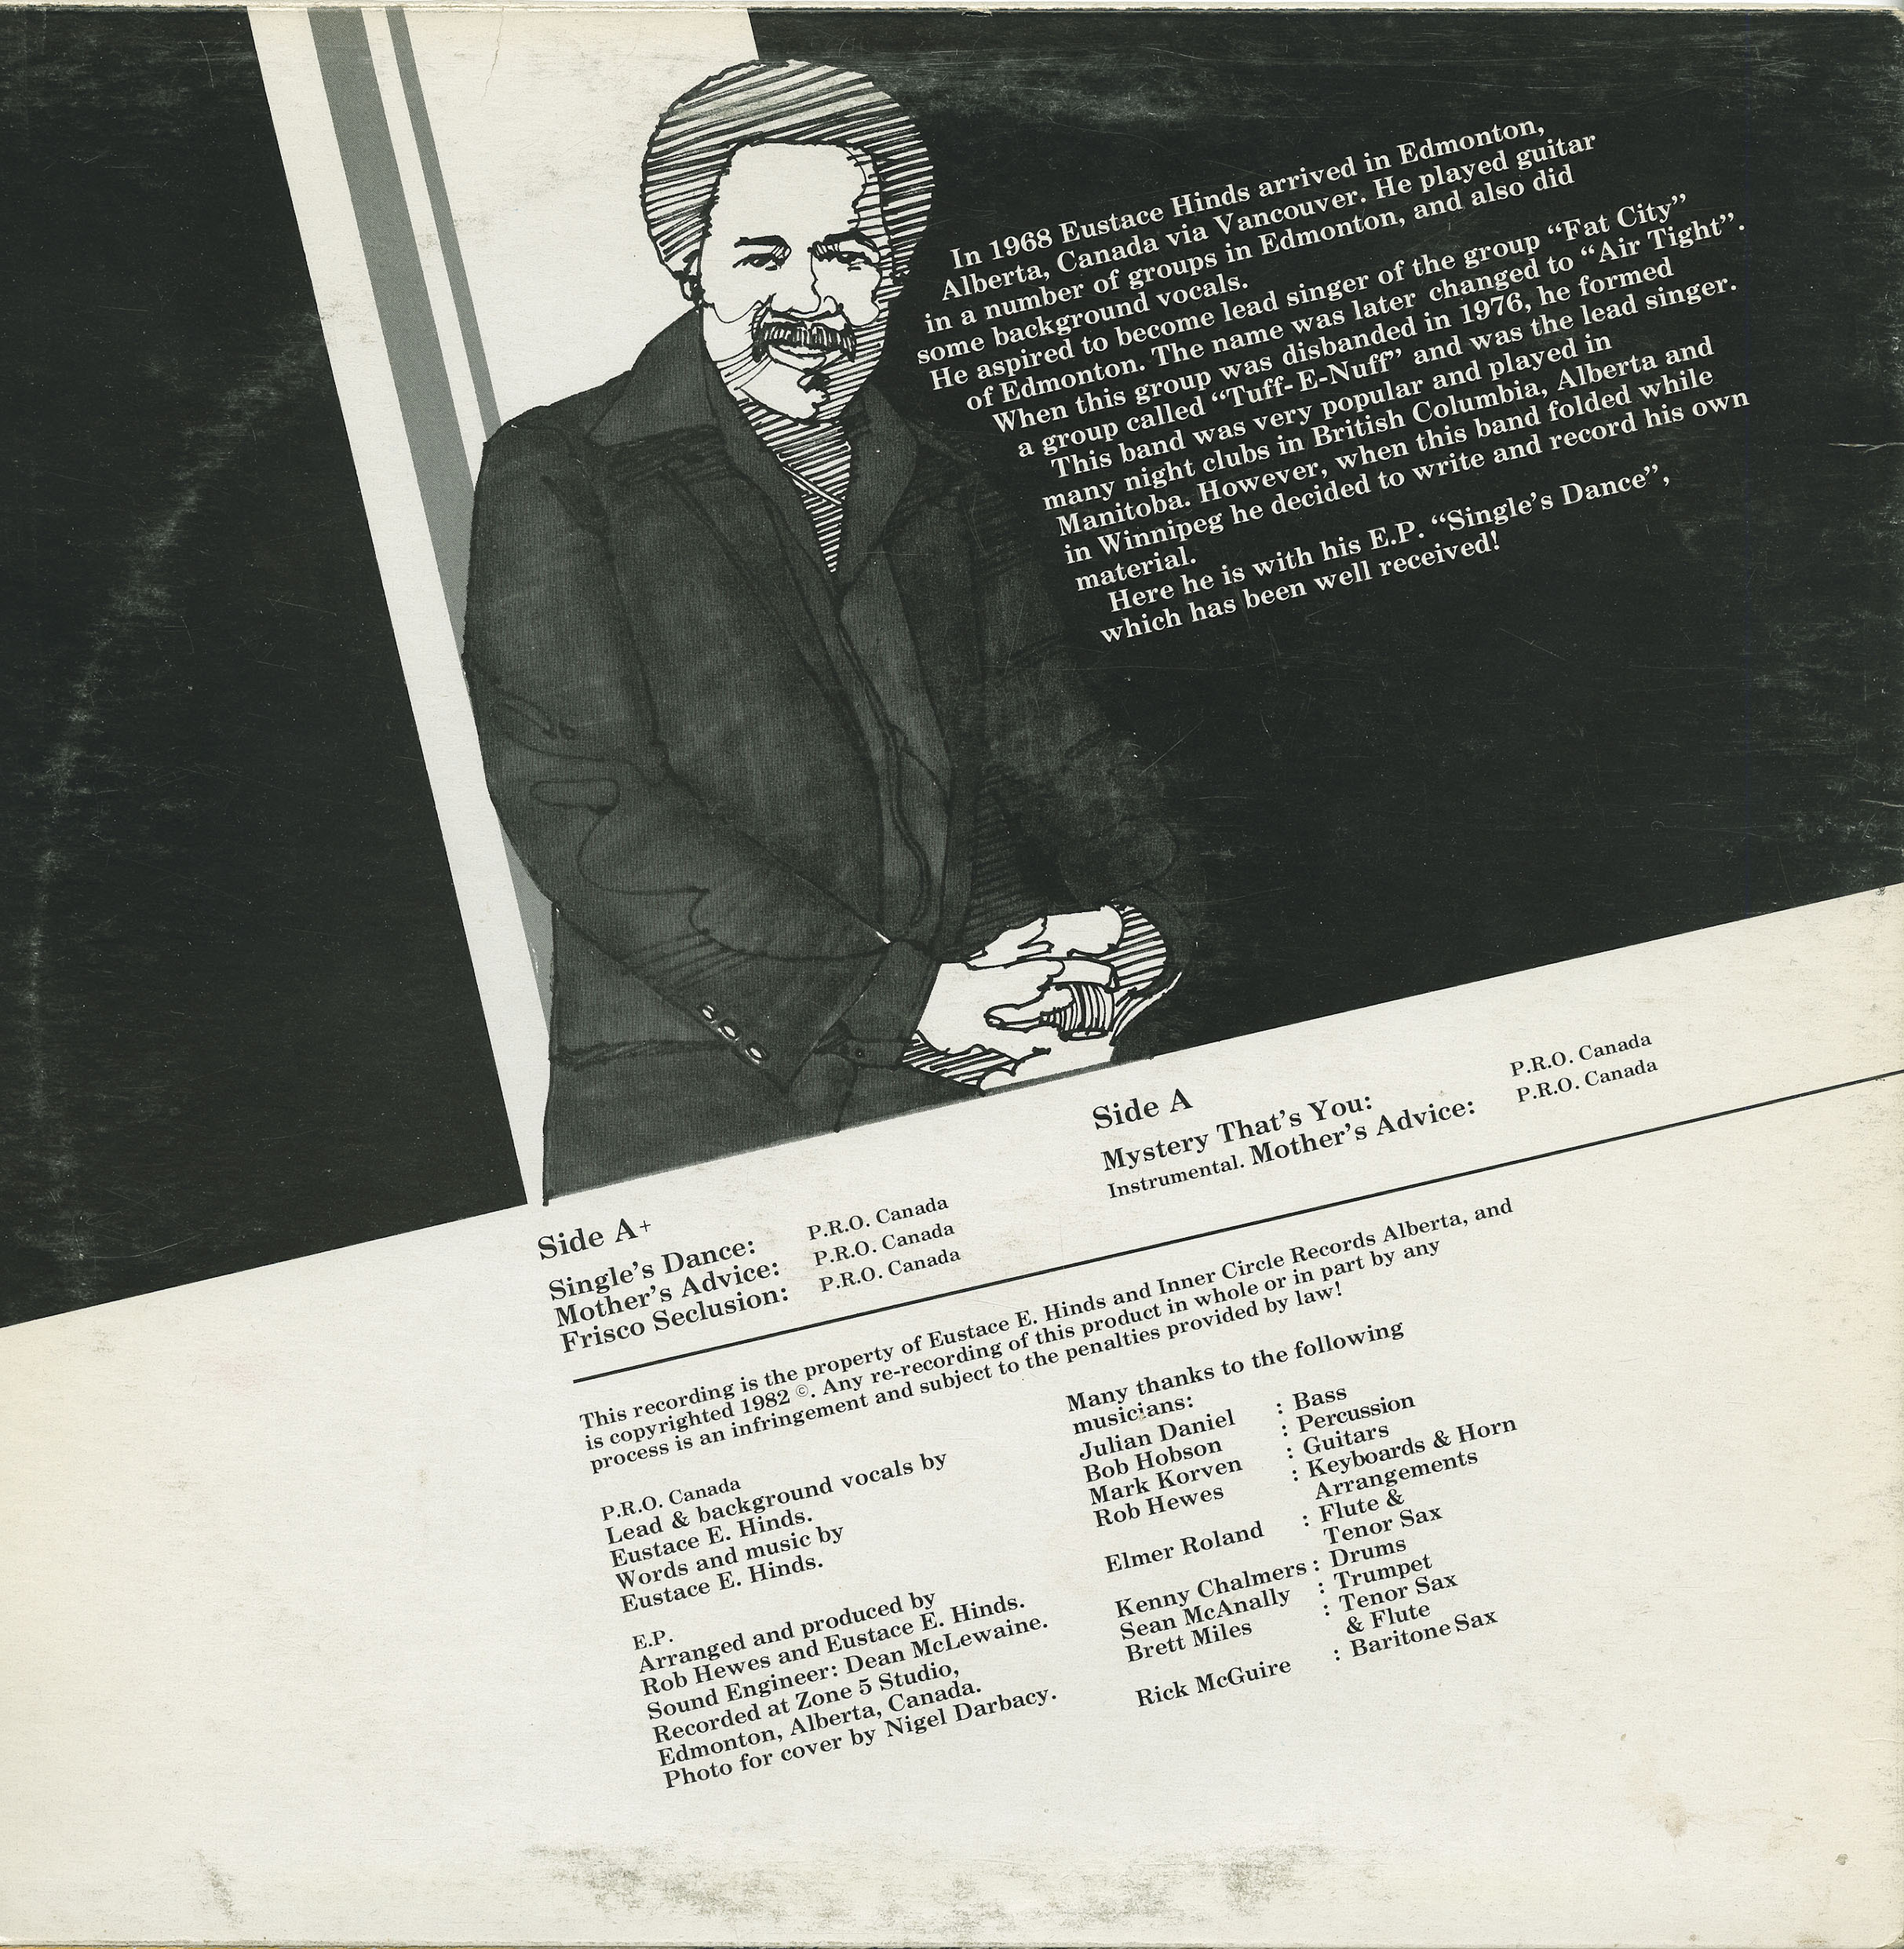 In 1968 Eustace Hinds arrived in Edmonton,
Alberta, Canada via Vancouver. He played guitar
in a number of groups in Edmonton, and also did
some background vocals.
He aspired to become lead singer of the group “Fat City”
of Edmonton. The name was later changed to “Air Tight”.
When this group was disbanded in 1976, he formed
a group called “Tuff-E-Nuff” and was the lead singer.
This band was very popular and played in
many night clubs in British Columbia, Alberta and
Manitoba. However, when this band folded while
in Winnipeg he decided to write and record his own
material.
Here he is with his E.P. “Single’s Dance”,
which has been well received!
Side A+
Single’s Dance: P.R.O. Canada
Mother’s Advice: P.R.O. Canada
Frisco Seclusion: P.R.O. Canada
Side A
Mystery That’s You: P.R.O. Canada
Instrumental. Mother’s Advice: P.R.O. Canada
This recording is the property of Eustace E. Hinds and Inner Circle Records Alberta, and
is copyrighted 1982 ©. Any re-recording of this product in whole or in part by any
process is an infringement and subject to the penalties provided by law!
P.R.O. Canada
Lead & background vocals by
Eustace E. Hinds.
Words and music by
Eustace E. Hinds.
E.P.
Arranged and produced by
Rob Hewes and Eustace E. Hinds.
Sound Engineer: Dean McLewaine.
Recorded at Zone 5 Studio,
Edmonton, Alberta, Canada.
Photo for cover by Nigel Darbacy.
Many thanks to the following
musicians:
Julian Daniel : Bass
Bob Hobson : Percussion
Mark Korven : Guitars
Rob Hewes : Keyboards & Horn
Arrangements
Elmer Roland : Flute &
Tenor Sax
Kenny Chalmers : Drums
Sean McAnally : Trumpet
Brett Miles : Tenor Sax
& Flute
Rick McGuire : Baritone Sax